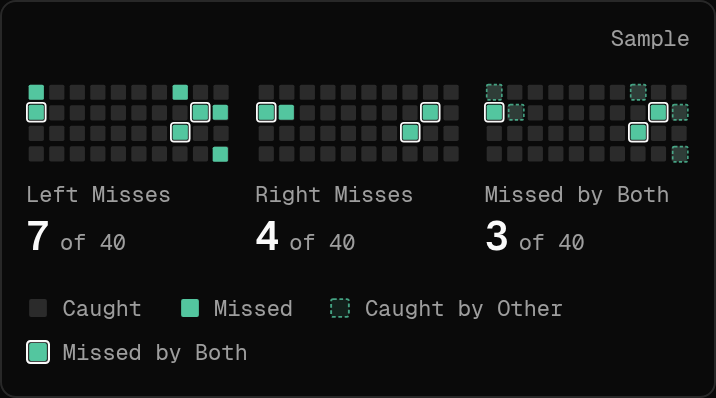 Sample
Left Misses
7 of 40
Right Misses
4 of 40
Missed by Both
3 of 40
Caught
Missed
Caught by Other
Missed by Both